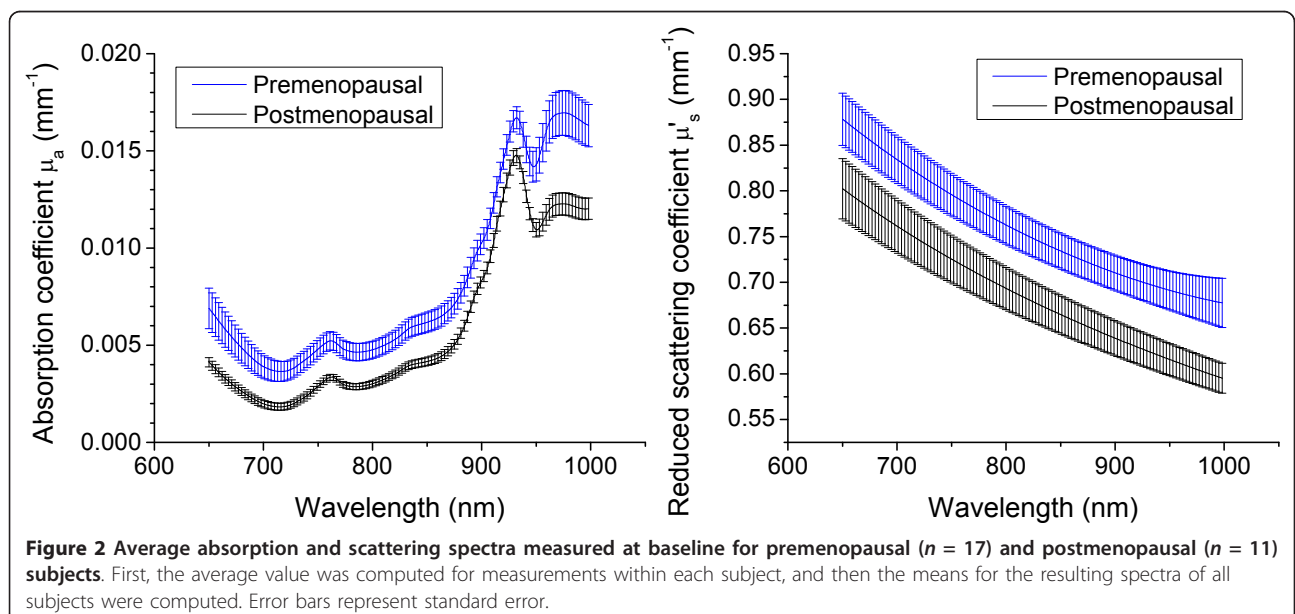 Absorption coefficient μa (mm-1)
0.020
0.015
0.010
0.005
0.000
Premenopausal
Postmenopausal
600 700 800 900 1000
Wavelength (nm)
Reduced scattering coefficient μ's (mm-1)
0.95
0.90
0.85
0.80
0.75
0.70
0.65
0.60
0.55
Premenopausal
Postmenopausal
600 700 800 900 1000
Wavelength (nm)
Figure 2 Average absorption and scattering spectra measured at baseline for premenopausal (n = 17) and postmenopausal (n = 11)
subjects. First, the average value was computed for measurements within each subject, and then the means for the resulting spectra of all
subjects were computed. Error bars represent standard error.